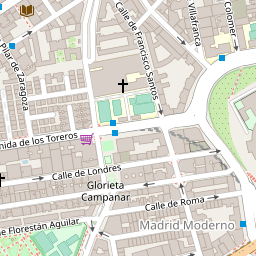 Calle de Francisco Santos
Villafranca
Colomer
Pilar de Zaragoza
nida de los Toreros
Calle de Londres
Glorieta
Campanar
Calle de Roma
Madrid Moderno
e Florestán Aguilar